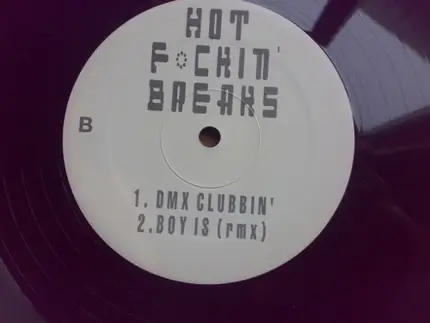 HOT
F*CKIN'
BREAKS
B
1. DMX CLUBBIN'
2. BOY IS (rmx)